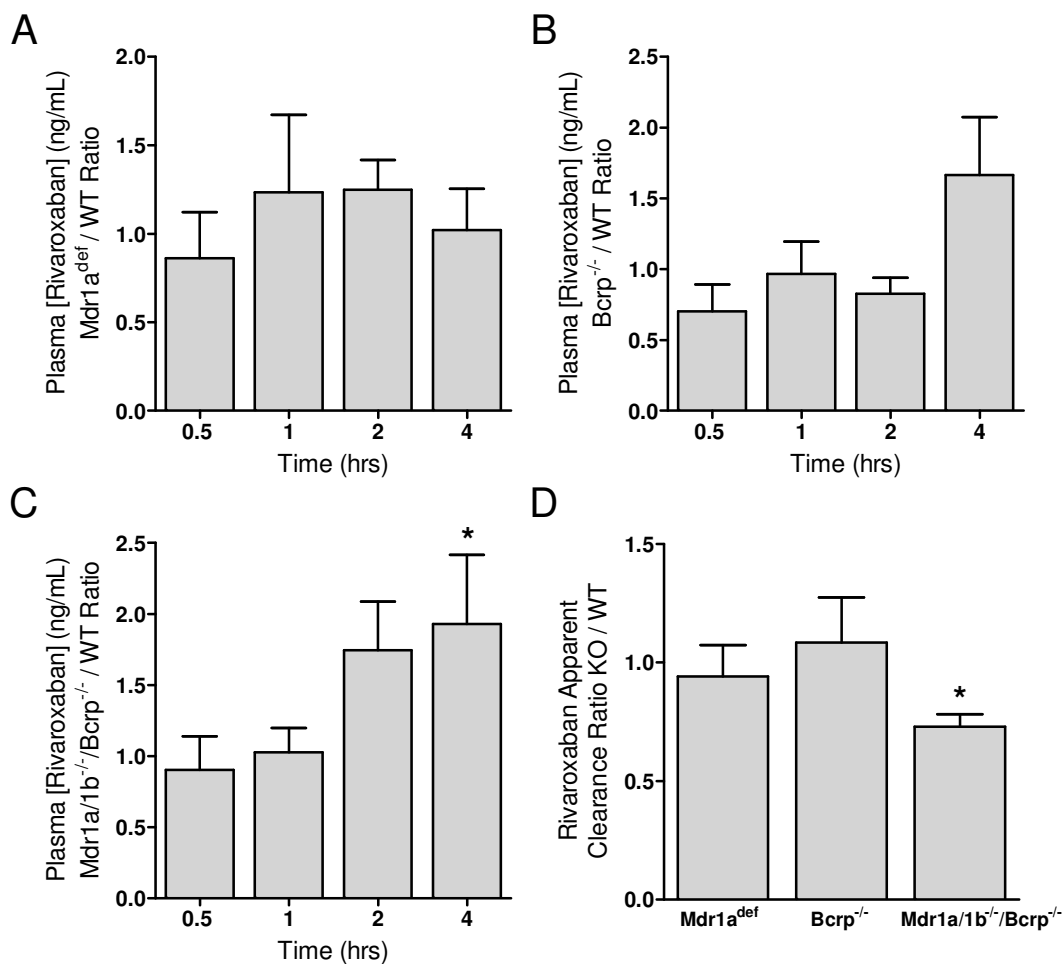 A
Plasma [Rivaroxaban] (ng/mL)
Mdr1a^def / WT Ratio
2.0
1.5
1.0
0.5
0.0
0.5 1 2 4
Time (hrs)
B
Plasma [Rivaroxaban] (ng/mL)
Bcrp^-/- / WT Ratio
2.5
2.0
1.5
1.0
0.5
0.0
0.5 1 2 4
Time (hrs)
C
Plasma [Rivaroxaban] (ng/mL)
Mdr1a/1b^-/-/Bcrp^-/- / WT Ratio
2.5
2.0
1.5
1.0
0.5
0.0
*
0.5 1 2 4
Time (hrs)
D
Rivaroxaban Apparent
Clearance Ratio KO / WT
1.5
1.0
0.5
0.0
*
Mdr1a^def Bcrp^-/- Mdr1a/1b^-/-/Bcrp^-/-